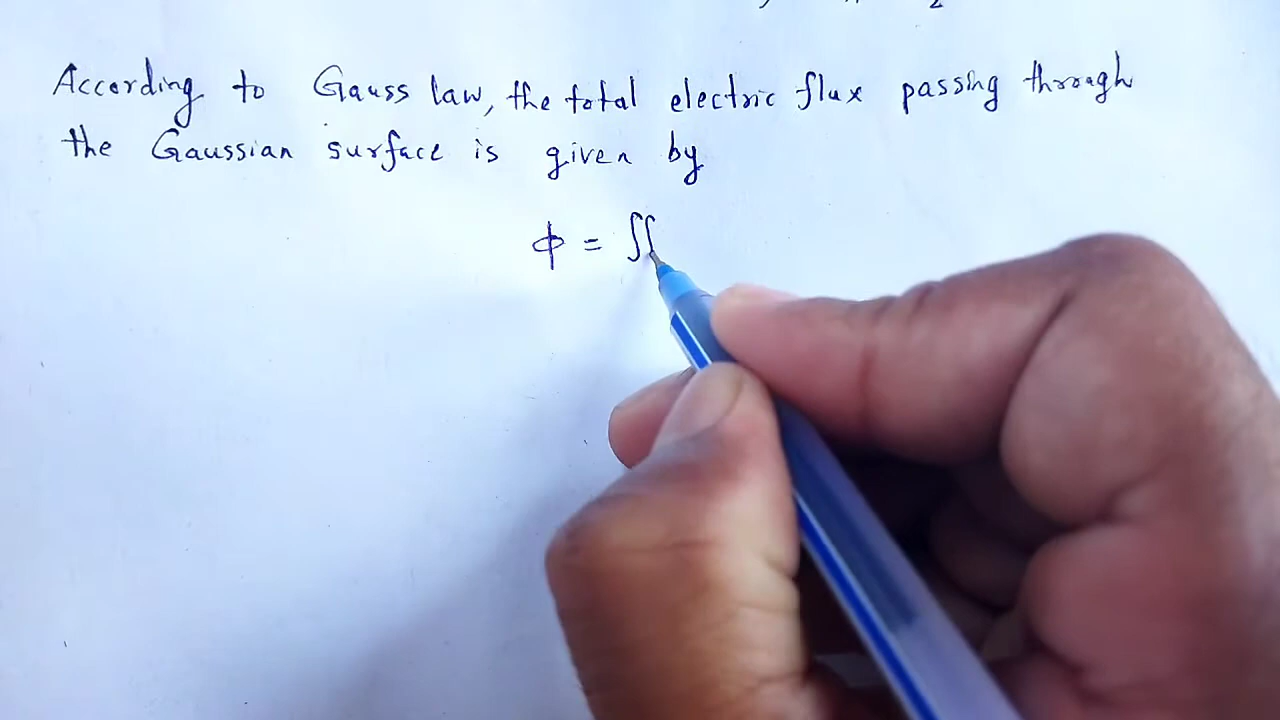 According to Gauss law, the total electric flux passing through
the Gaussian surface is given by
ϕ = ∬